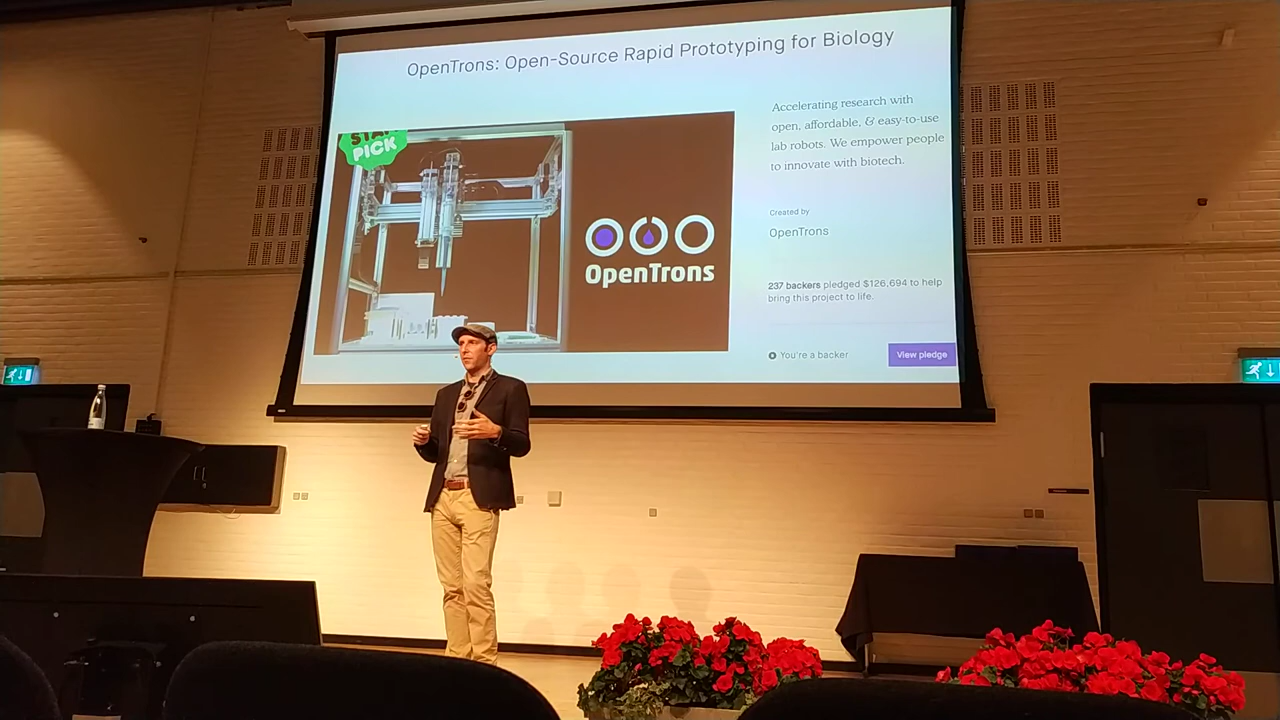 OpenTrons: Open-Source Rapid Prototyping for Biology
STAFF
PICK
OpenTrons
Accelerating research with
open, affordable, & easy-to-use
lab robots. We empower people
to innovate with biotech.
Created by
OpenTrons
237 backers pledged $126,694 to help
bring this project to life.
You're a backer
View pledge